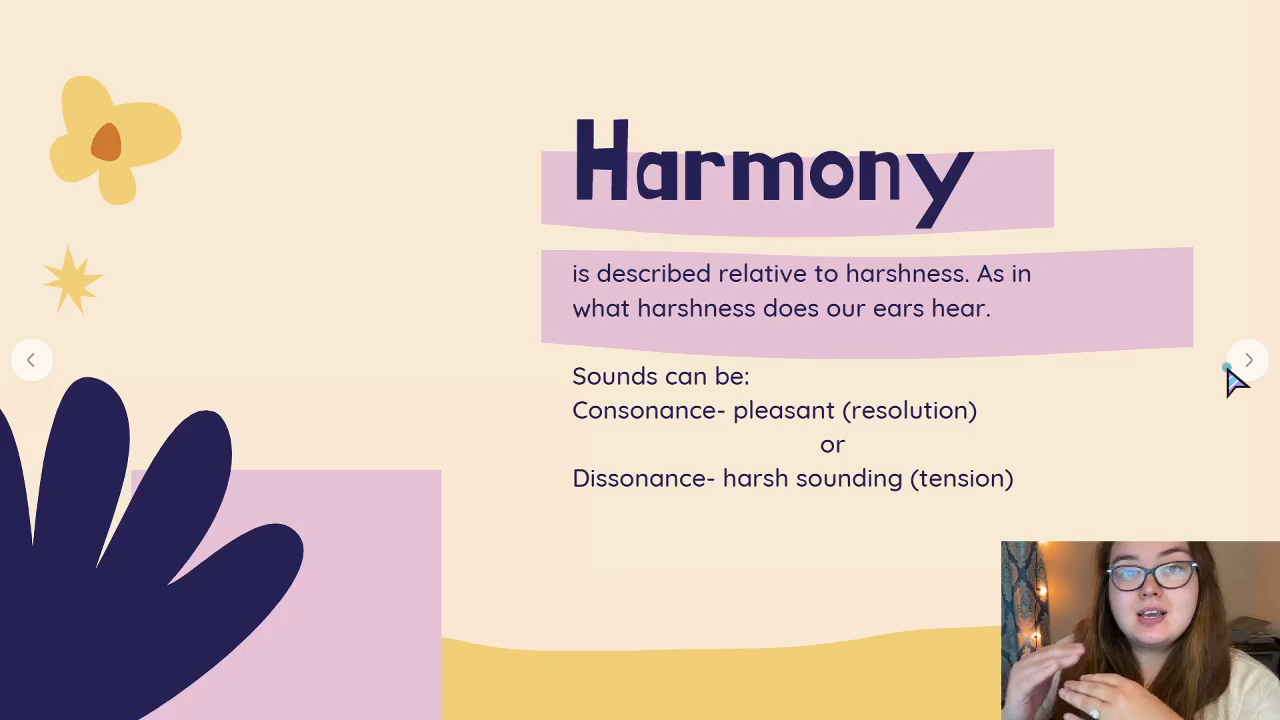 Harmony
is described relative to harshness. As in
what harshness does our ears hear.
Sounds can be:
Consonance- pleasant (resolution)
or
Dissonance- harsh sounding (tension)